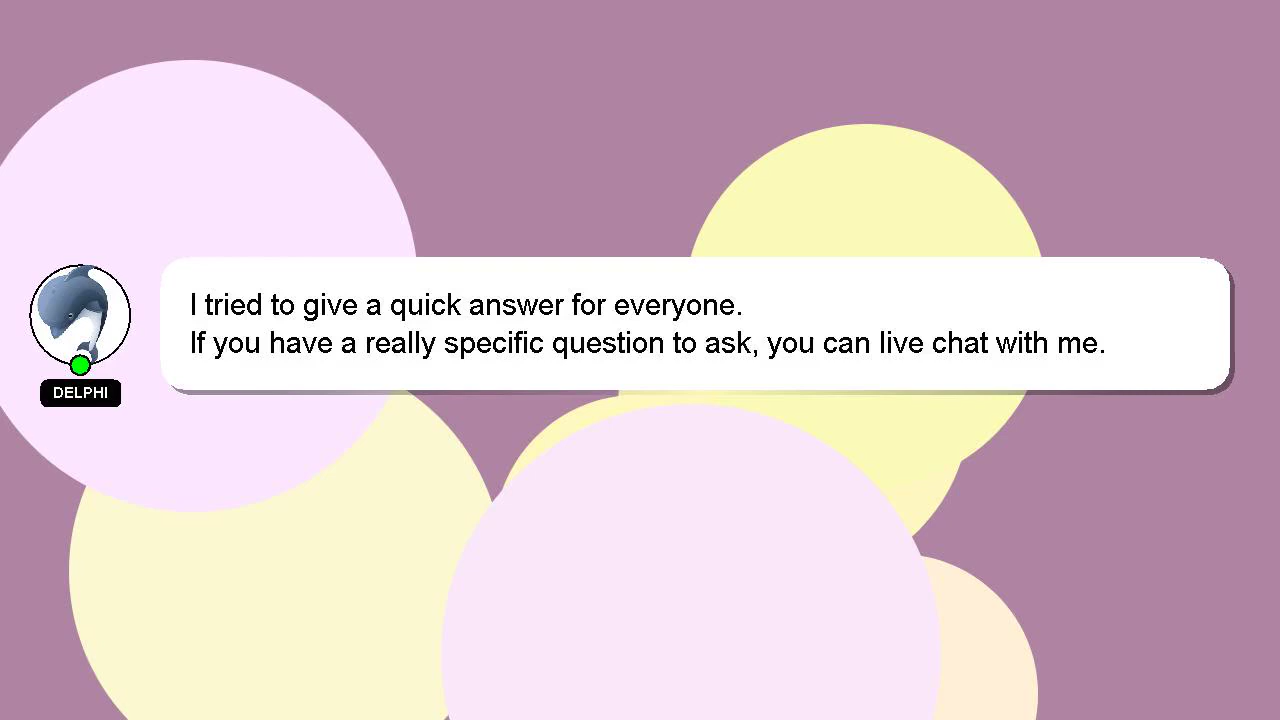 I tried to give a quick answer for everyone.
If you have a really specific question to ask, you can live chat with me.
DELPHI